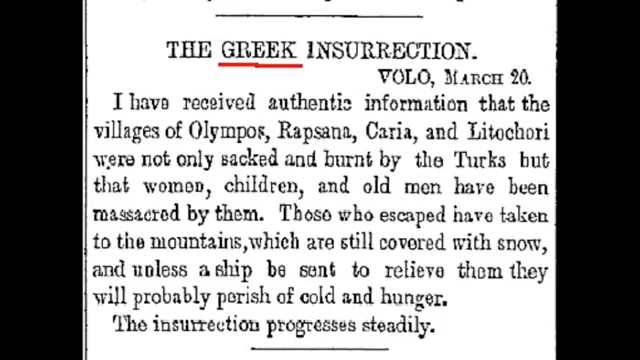 THE GREEK INSURRECTION.
VOLO, MARCH 20.
I have received authentic information that the
villages of Olympos, Rapsana, Caria, and Litochori
were not only sacked and burnt by the Turks but
that women, children, and old men have been
massacred by them. Those who escaped have taken
to the mountains, which are still covered with snow,
and unless a ship be sent to relieve them they
will probably perish of cold and hunger.
The insurrection progresses steadily.